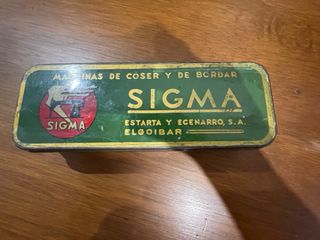 MAQUINAS DE COSER Y DE BORDAR
SIGMA
SIGMA
ESTARTA Y ECENARRO, S.A.
ELGOIBAR